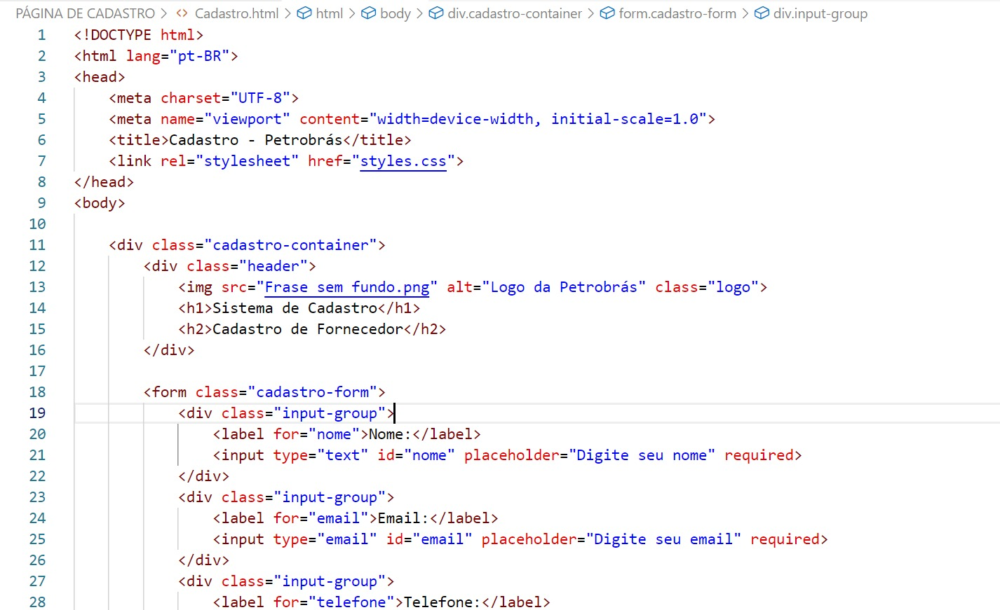 PÁGINA DE CADASTRO > <> Cadastro.html > html > body > div.cadastro-container > form.cadastro-form > div.input-group
1 <!DOCTYPE html>
2 <html lang="pt-BR">
3 <head>
4     <meta charset="UTF-8">
5     <meta name="viewport" content="width=device-width, initial-scale=1.0">
6     <title>Cadastro - Petrobrás</title>
7     <link rel="stylesheet" href="styles.css">
8 </head>
9 <body>
10
11     <div class="cadastro-container">
12         <div class="header">
13             <img src="Frase sem fundo.png" alt="Logo da Petrobrás" class="logo">
14             <h1>Sistema de Cadastro</h1>
15             <h2>Cadastro de Fornecedor</h2>
16         </div>
17
18         <form class="cadastro-form">
19             <div class="input-group">
20                 <label for="nome">Nome:</label>
21                 <input type="text" id="nome" placeholder="Digite seu nome" required>
22             </div>
23             <div class="input-group">
24                 <label for="email">Email:</label>
25                 <input type="email" id="email" placeholder="Digite seu email" required>
26             </div>
27             <div class="input-group">
28                 <label for="telefone">Telefone:</label>